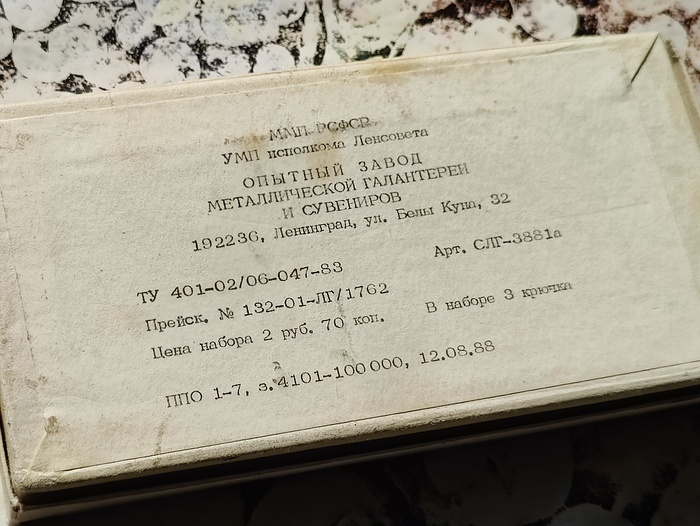 ММП РСФСР
УМП исполкома Ленсовета
ОПЫТНЫЙ ЗАВОД
МЕТАЛЛИЧЕСКОЙ ГАЛАНТЕРЕИ
И СУВЕНИРОВ
192236, Ленинград, ул. Белы Куна, 32
ТУ 401-02/06-047-83 Арт. СЛГ-3881а
Прейск. № 132-01-ЛГ/1762
Цена набора 2 руб. 70 коп. В наборе 3 крючка
ППО 1-7, з. 4101-100 000, 12.08.88